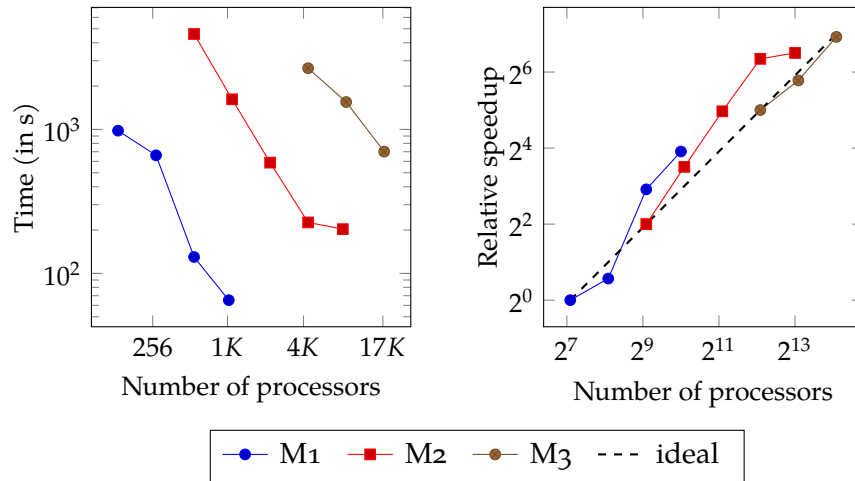 Time (in s)
10^3
10^2
256 1K 4K 17K
Number of processors
Relative speedup
2^6
2^4
2^2
2^0
2^7 2^9 2^11 2^13
Number of processors
M1 M2 M3 ideal